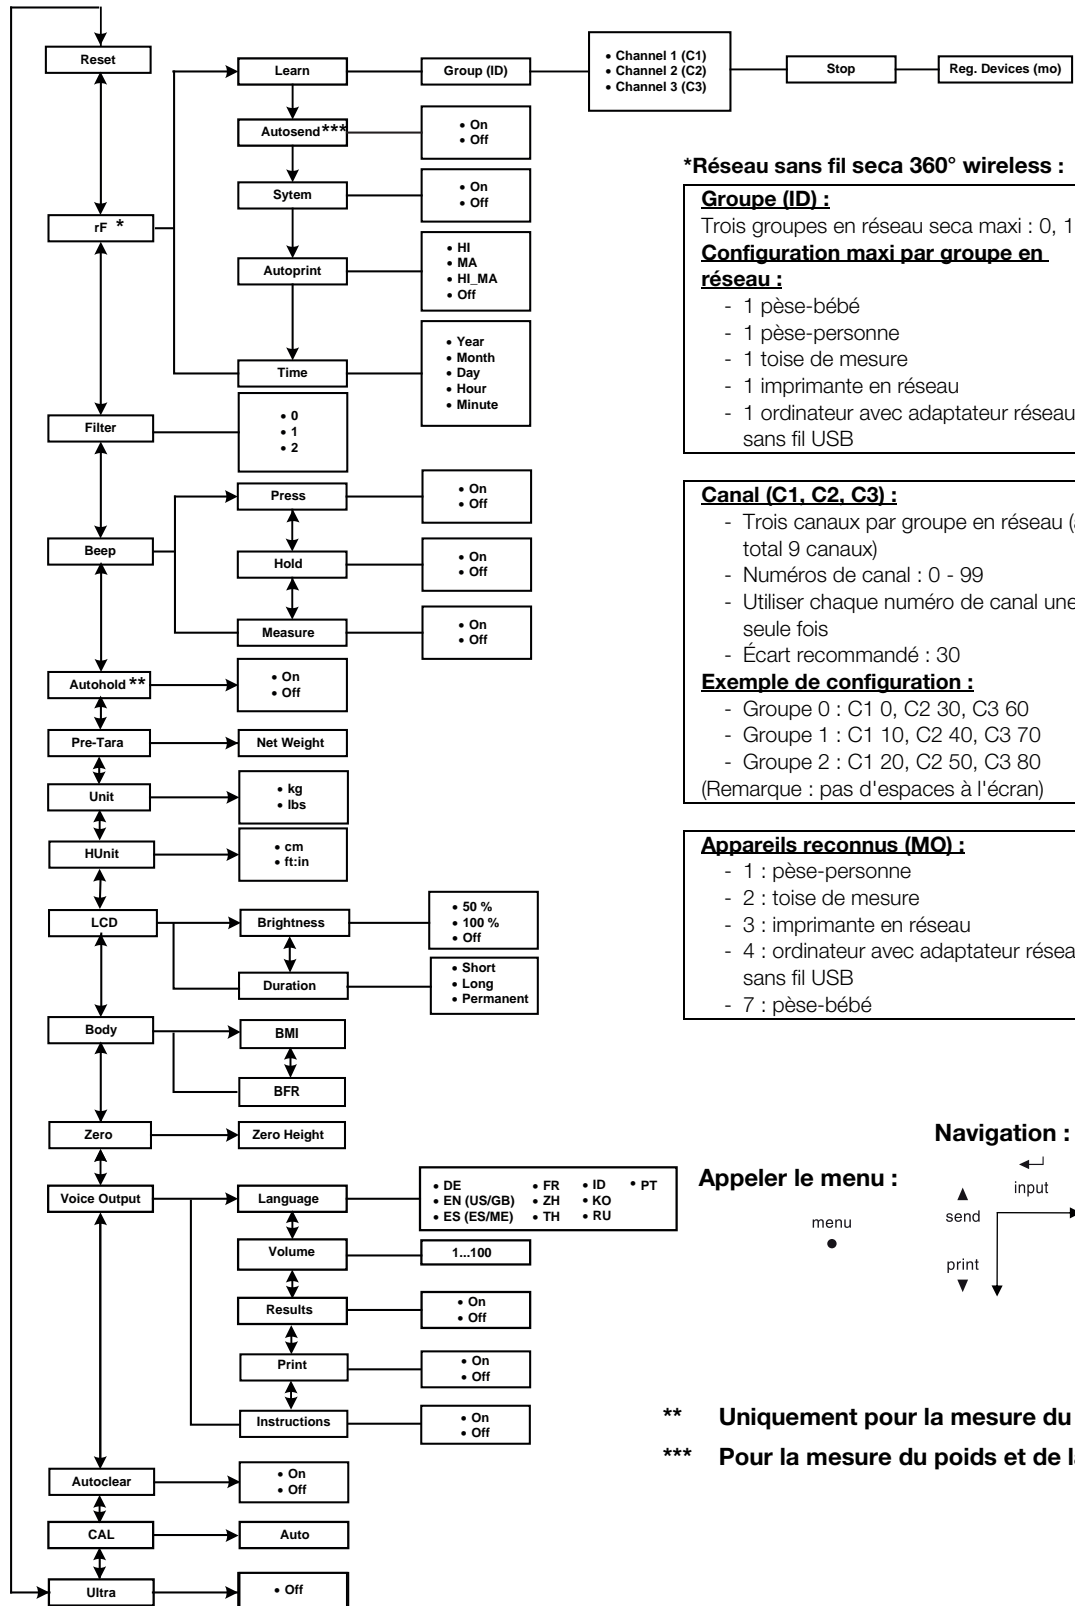 Reset
Learn
Group (ID)
• Channel 1 (C1)
• Channel 2 (C2)
• Channel 3 (C3)
Stop
Reg. Devices (mo)
Autosend ***
• On
• Off
Sytem
• On
• Off
rF *
Autoprint
• HI
• MA
• HI_MA
• Off
Time
• Year
• Month
• Day
• Hour
• Minute
Filter
• 0
• 1
• 2
Beep
Press
• On
• Off
Hold
• On
• Off
Measure
• On
• Off
Autohold **
• On
• Off
Pre-Tara
Net Weight
Unit
• kg
• lbs
HUnit
• cm
• ft:in
LCD
Brightness
• 50 %
• 100 %
• Off
Duration
• Short
• Long
• Permanent
Body
BMI
BFR
Zero
Zero Height
Voice Output
Language
• DE • FR • ID • PT
• EN (US/GB) • ZH • KO
• ES (ES/ME) • TH • RU
Volume
1...100
Results
• On
• Off
Print
• On
• Off
Instructions
• On
• Off
Autoclear
• On
• Off
CAL
Auto
Ultra
• Off
*Réseau sans fil seca 360° wireless :
Groupe (ID) :
Trois groupes en réseau seca maxi : 0, 1
Configuration maxi par groupe en
réseau :
- 1 pèse-bébé
- 1 pèse-personne
- 1 toise de mesure
- 1 imprimante en réseau
- 1 ordinateur avec adaptateur réseau
sans fil USB
Canal (C1, C2, C3) :
- Trois canaux par groupe en réseau (
total 9 canaux)
- Numéros de canal : 0 - 99
- Utiliser chaque numéro de canal une
seule fois
- Écart recommandé : 30
Exemple de configuration :
- Groupe 0 : C1 0, C2 30, C3 60
- Groupe 1 : C1 10, C2 40, C3 70
- Groupe 2 : C1 20, C2 50, C3 80
(Remarque : pas d'espaces à l'écran)
Appareils reconnus (MO) :
- 1 : pèse-personne
- 2 : toise de mesure
- 3 : imprimante en réseau
- 4 : ordinateur avec adaptateur résea
sans fil USB
- 7 : pèse-bébé
Navigation :
Appeler le menu :
input
send
menu
print
** Uniquement pour la mesure du
*** Pour la mesure du poids et de l